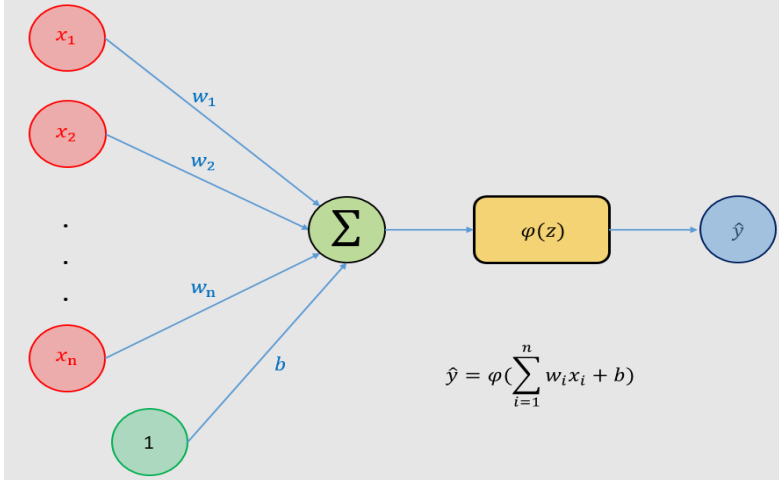 x₁
w₁
x₂
w₂
.
.
.
Σ
φ(z)
ŷ
wₙ
xₙ
b
ŷ = φ(∑ᵢ₌₁ⁿ wᵢxᵢ + b)
1